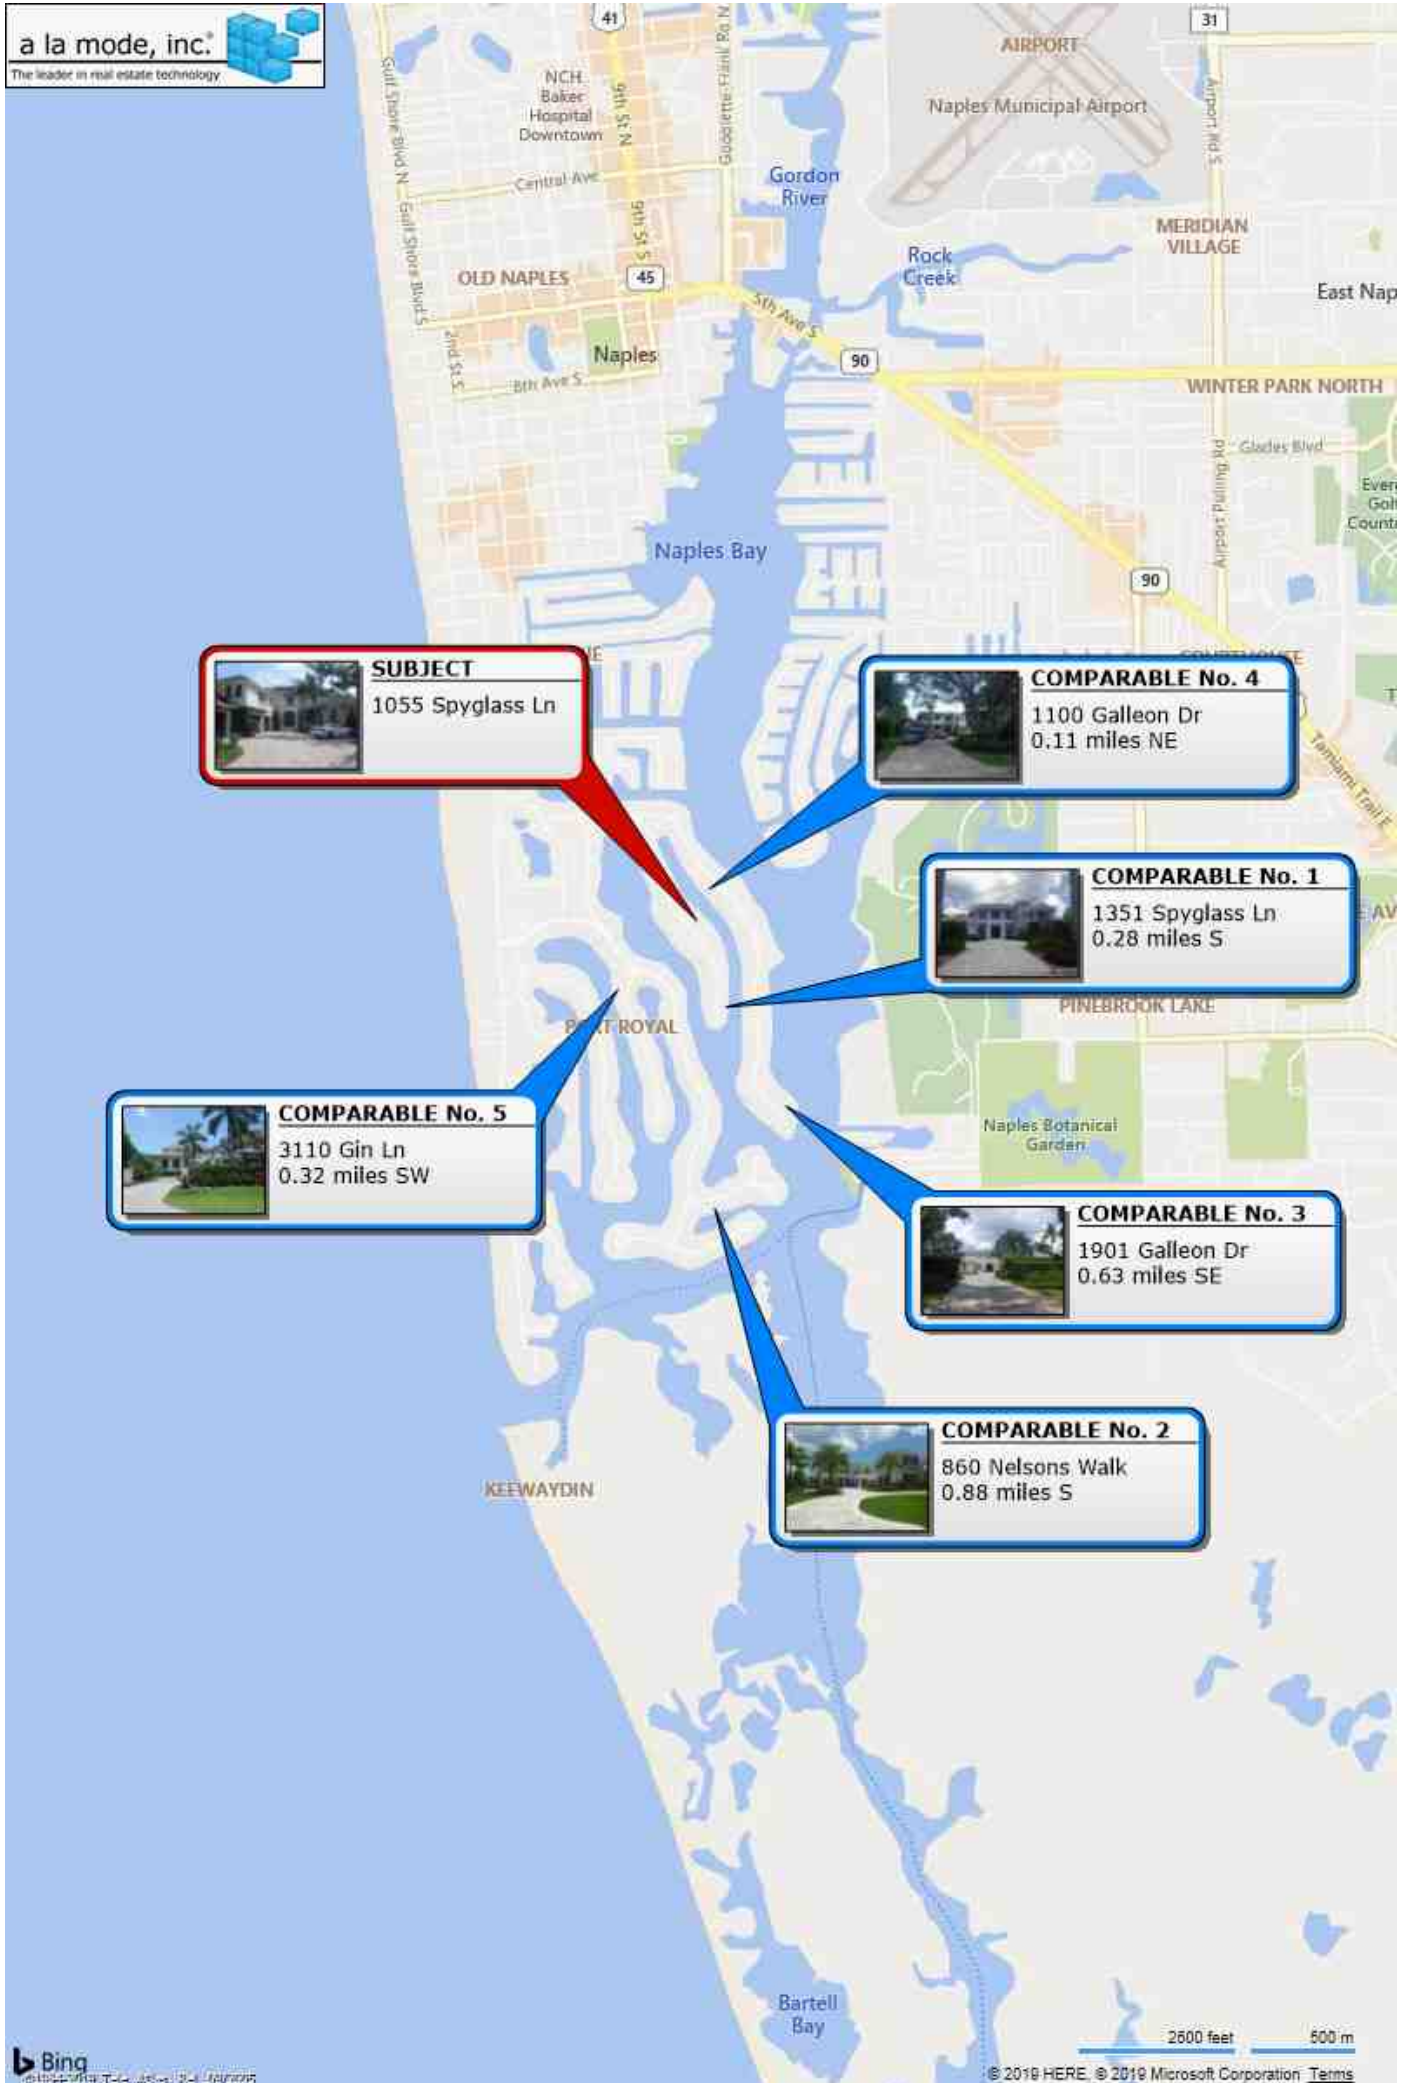 a la mode, inc.
The leader in real estate technology
41
31
AIRPORT
NCH
Baker
Hospital
Downtown
Naples Municipal Airport
Gulf Shore Blvd N
9th St N
Airport Rd S
Central Ave
Gordon
River
Gulf Shore Blvd S
9th St S
MERIDIAN
VILLAGE
Rock
Creek
OLD NAPLES
45
East Nap
5th Ave S
2nd St S
Naples
90
8th Ave S
WINTER PARK NORTH
Glades Blvd
Airport Pulling Rd
Naples Bay
90
SUBJECT
1055 Spyglass Ln
COMPARABLE No. 4
1100 Galleon Dr
0.11 miles NE
Tamiami Trail E
COMPARABLE No. 1
1351 Spyglass Ln
0.28 miles S
PINEBROOK LAKE
COMPARABLE No. 5
3110 Gin Ln
0.32 miles SW
Naples Botanical
Garden
COMPARABLE No. 3
1901 Galleon Dr
0.63 miles SE
COMPARABLE No. 2
860 Nelsons Walk
0.88 miles S
KEEWAYDIN
Bartell
Bay
2500 feet
500 m
Bing
© 2019 HERE, © 2019 Microsoft Corporation Terms